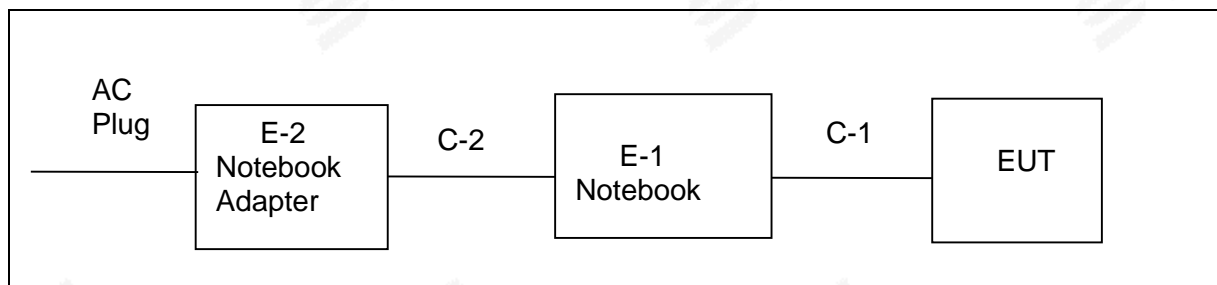 AC
Plug
E-2
Notebook
Adapter
C-2
E-1
Notebook
C-1
EUT